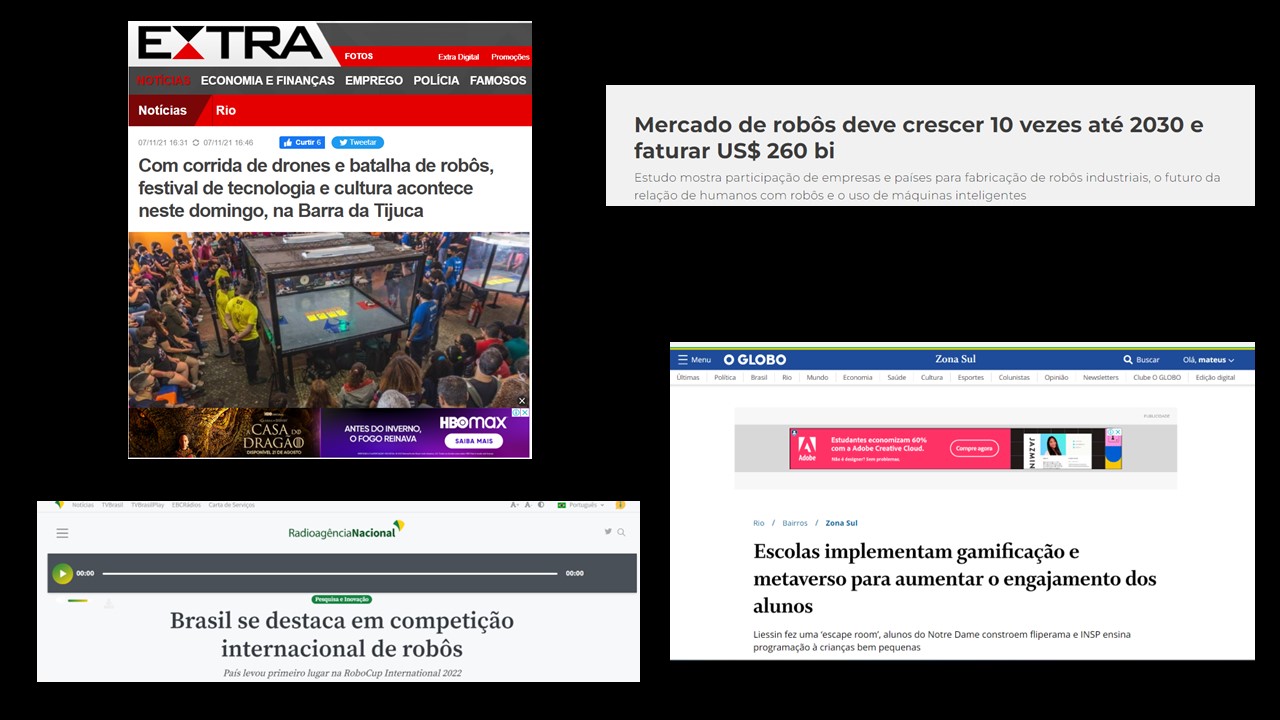 EXTRA
FOTOS
Extra Digital Promoções
NOTÍCIAS ECONOMIA E FINANÇAS EMPREGO POLÍCIA FAMOSOS
Notícias Rio
07/11/21 16:31 07/11/21 16:46 Curtir 6 Tweetar
Com corrida de drones e batalha de robôs,
festival de tecnologia e cultura acontece
neste domingo, na Barra da Tijuca
A
CASA
DO
DRAGÃO
DISPONÍVEL 21 DE AGOSTO
ANTES DO INVERNO,
O FOGO REINAVA
HBOmax
SAIBA MAIS
Mercado de robôs deve crescer 10 vezes até 2030 e
faturar US$ 260 bi
Estudo mostra participação de empresas e países para fabricação de robôs industriais, o futuro da
relação de humanos com robôs e o uso de máquinas inteligentes
Menu O GLOBO Zona Sul Buscar Olá, mateus
Últimas Política Brasil Rio Mundo Economia Saúde Cultura Esportes Colunistas Opinião Newsletters Clube O GLOBO Edição digital
PUBLICIDADE
Adobe
Estudantes economizam 60%
com a Adobe Creative Cloud.
Não é designer? Sem problemas.
Compre agora
JAZMIN
Rio / Bairros / Zona Sul
Escolas implementam gamificação e
metaverso para aumentar o engajamento dos
alunos
Liessin fez uma 'escape room', alunos do Notre Dame constroem fliperama e INSP ensina
programação à crianças bem pequenas
Notícias TVBrasil TVBrasilPlay EBCRádios Carta de Serviços A+ A- Português
RadioagênciaNacional
00:00 00:00
Pesquisa e Inovação
Brasil se destaca em competição
internacional de robôs
País levou primeiro lugar na RoboCup International 2022